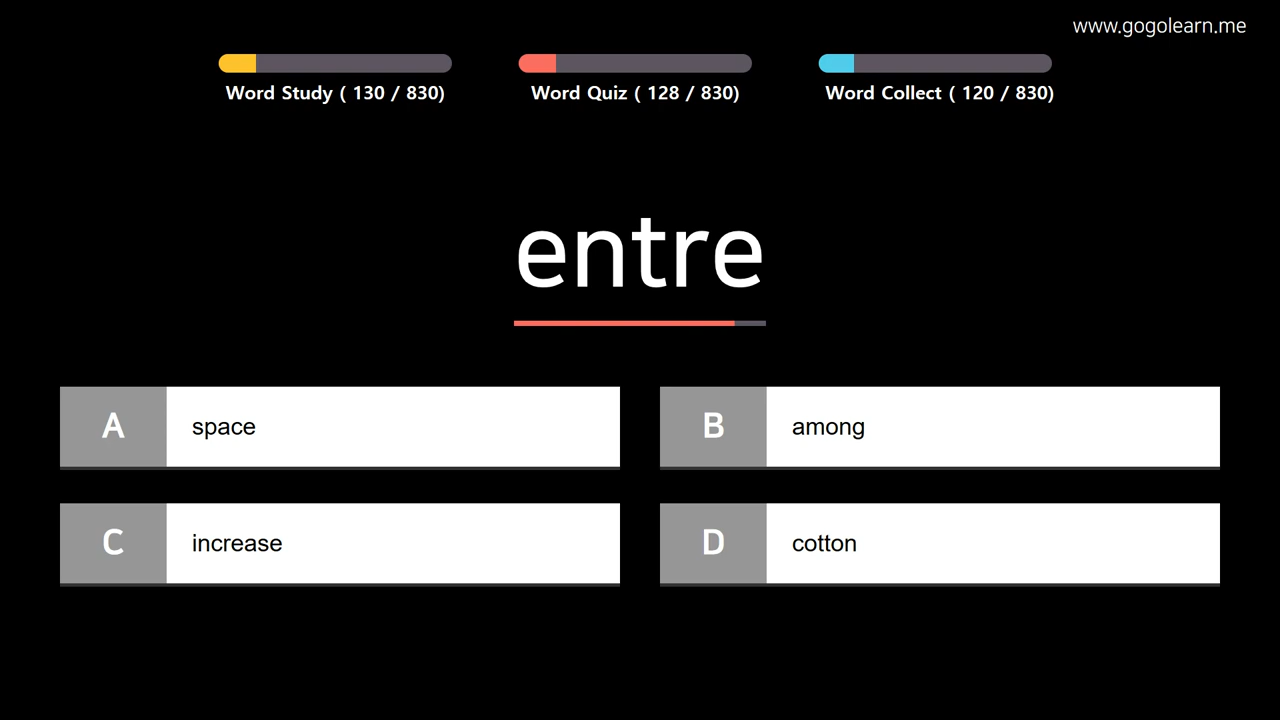 www.gogolearn.me
Word Study ( 130 / 830)
Word Quiz ( 128 / 830)
Word Collect ( 120 / 830)
entre
A space
B among
C increase
D cotton